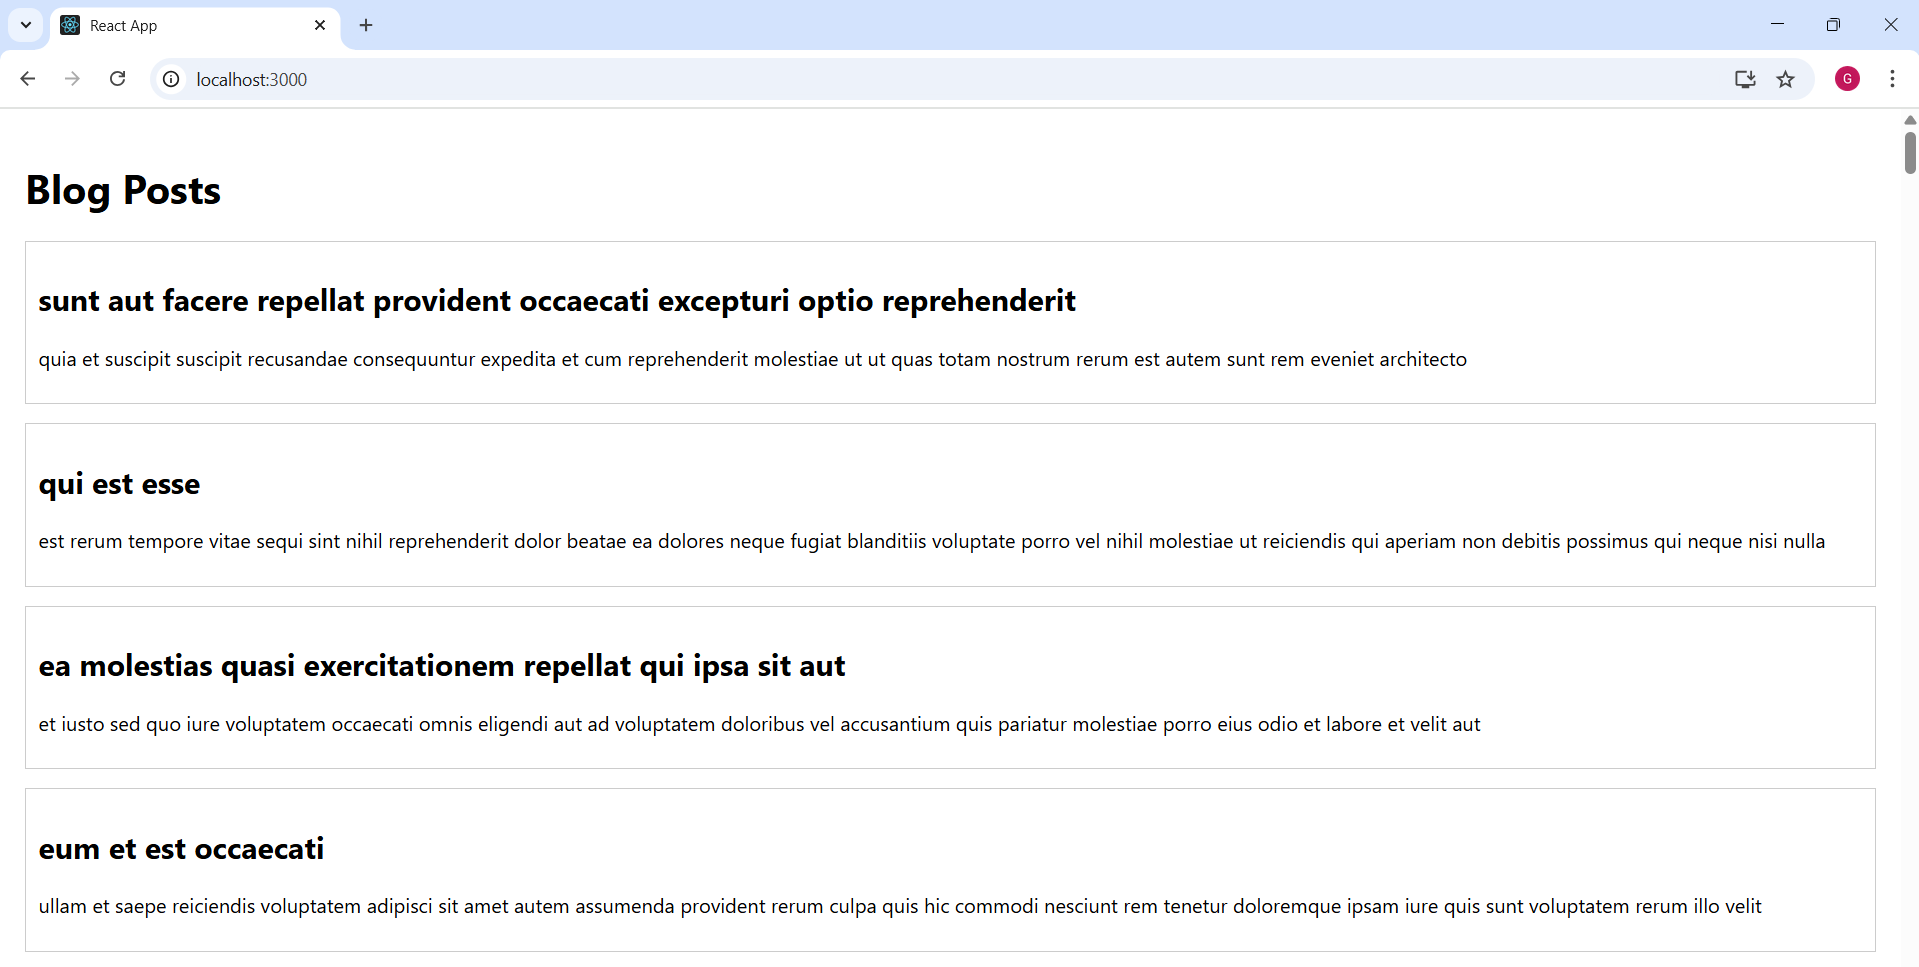 React App
localhost:3000
G
Blog Posts
sunt aut facere repellat provident occaecati excepturi optio reprehenderit
quia et suscipit suscipit recusandae consequuntur expedita et cum reprehenderit molestiae ut ut quas totam nostrum rerum est autem sunt rem eveniet architecto
qui est esse
est rerum tempore vitae sequi sint nihil reprehenderit dolor beatae ea dolores neque fugiat blanditiis voluptate porro vel nihil molestiae ut reiciendis qui aperiam non debitis possimus qui neque nisi nulla
ea molestias quasi exercitationem repellat qui ipsa sit aut
et iusto sed quo iure voluptatem occaecati omnis eligendi aut ad voluptatem doloribus vel accusantium quis pariatur molestiae porro eius odio et labore et velit aut
eum et est occaecati
ullam et saepe reiciendis voluptatem adipisci sit amet autem assumenda provident rerum culpa quis hic commodi nesciunt rem tenetur doloremque ipsam iure quis sunt voluptatem rerum illo velit